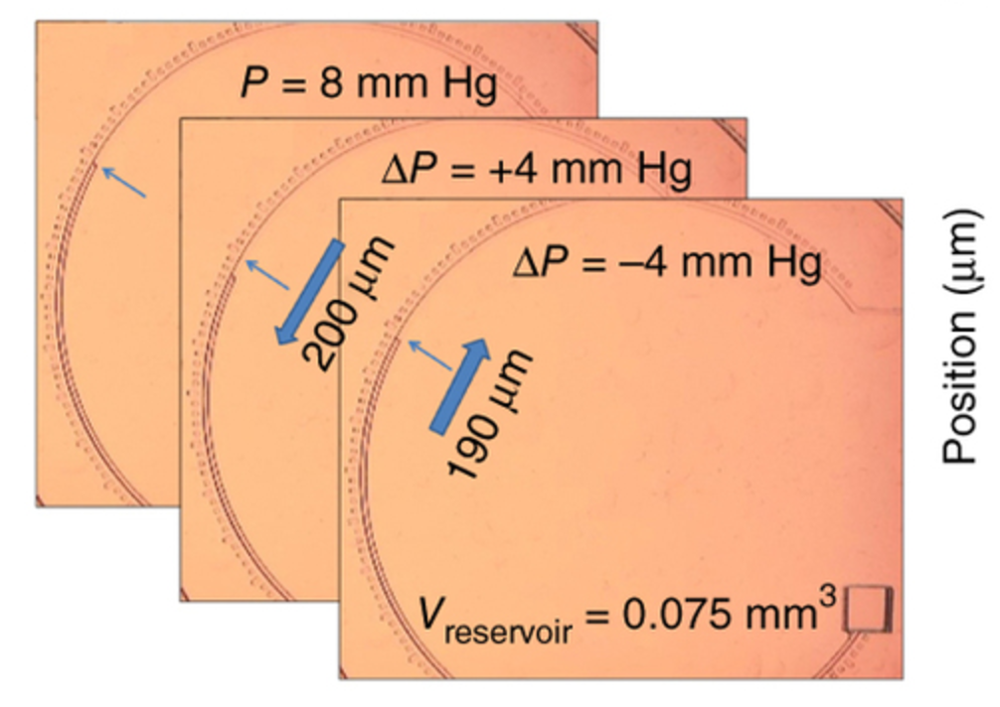 P = 8 mm Hg
ΔP = +4 mm Hg
200 μm
ΔP = –4 mm Hg
190 μm
Vreservoir = 0.075 mm³
Position (μm)